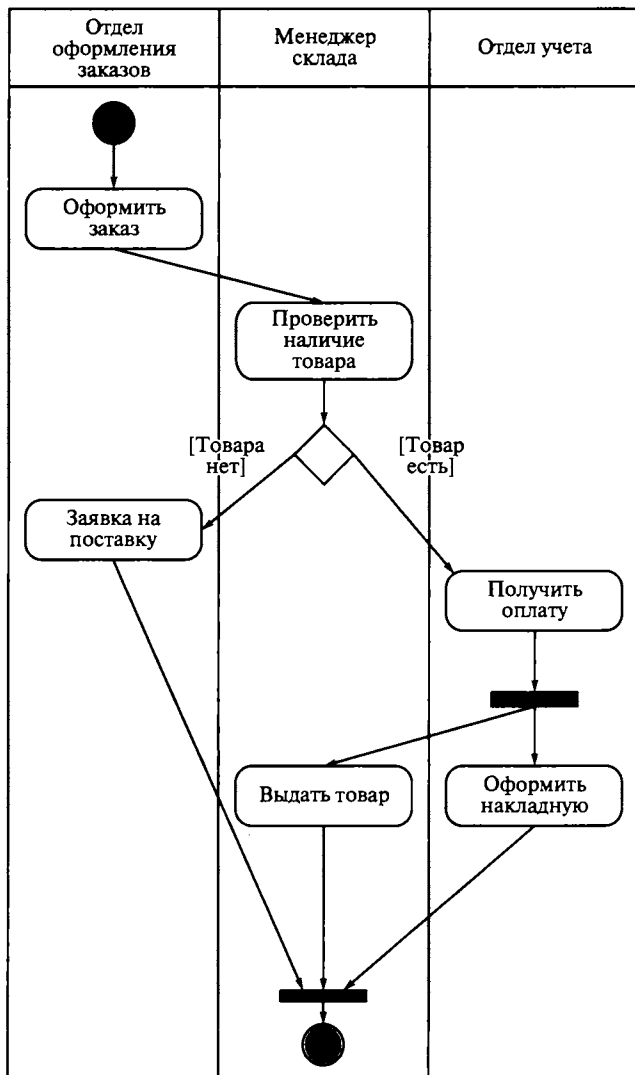 Отдел
оформления
заказов
Менеджер
склада
Отдел учета
Оформить
заказ
Проверить
наличие
товара
[Товара
нет]
[Товар
есть]
Заявка на
поставку
Получить
оплату
Выдать товар
Оформить
накладную